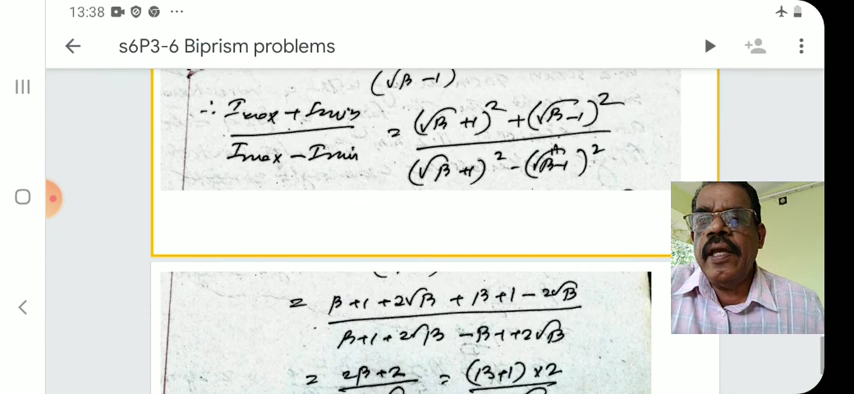 13:38
s6P3-6 Biprism problems
(√β -1)
∴ Imax + Imin / Imax - Imin = (√β +1)² + (√β -1)² / (√β +1)² - (√β -1)²
= β+1+2√β + β+1-2√β / β+1+2√β -β-1+2√β
= 2β+2 = (β+1)×2